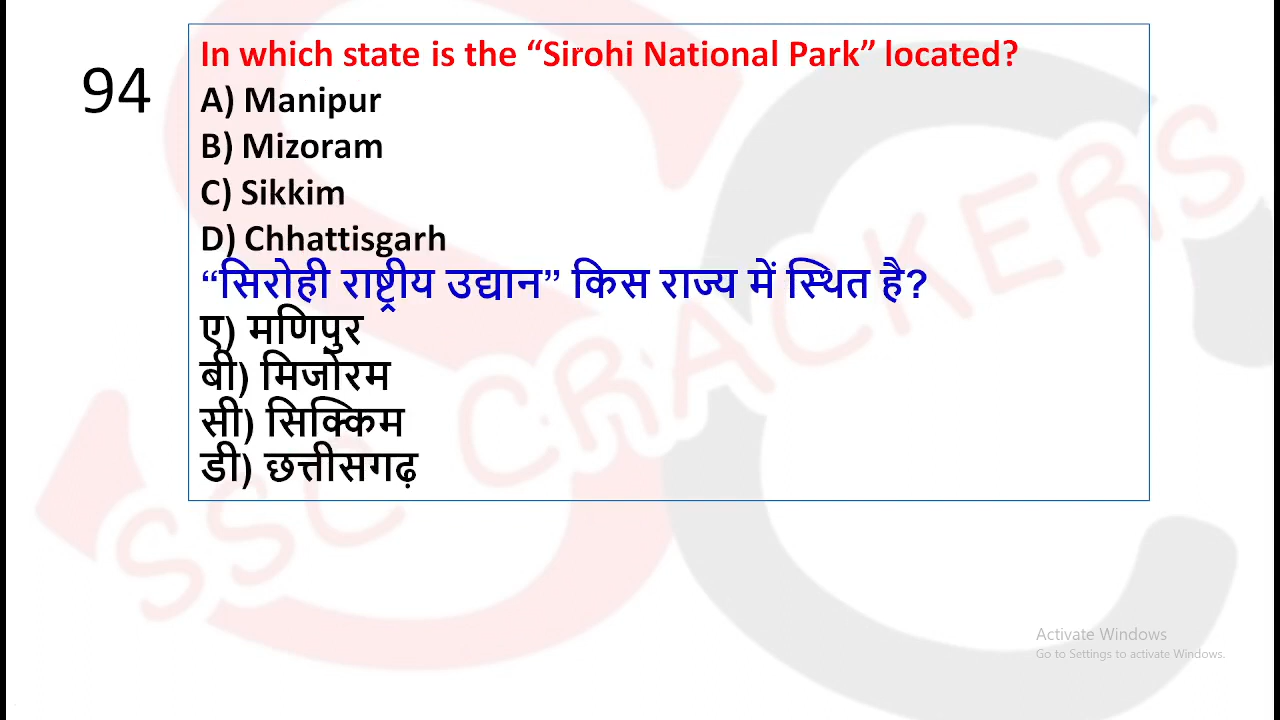 94
In which state is the “Sirohi National Park” located?
A) Manipur
B) Mizoram
C) Sikkim
D) Chhattisgarh
“सिरोही राष्ट्रीय उद्यान” किस राज्य में स्थित है?
ए) मणिपुर
बी) मिजोरम
सी) सिक्किम
डी) छत्तीसगढ़
SSC CRACKERS
Activate Windows
Go to Settings to activate Windows.